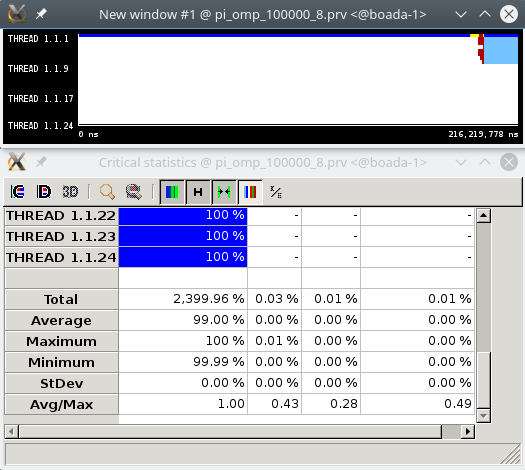 New window #1 @ pi_omp_100000_8.prv <@boada-1>
THREAD 1.1.1
THREAD 1.1.9
THREAD 1.1.17
THREAD 1.1.24
0 ns 216,219,778 ns
Critical statistics @ pi_omp_100000_8.prv <@boada-1>
IC ID 3D H
THREAD 1.1.22 100 % - - -
THREAD 1.1.23 100 % - - -
THREAD 1.1.24 100 % - - -
Total 2,399.96 % 0.03 % 0.01 % 0.01 %
Average 99.00 % 0.00 % 0.00 % 0.00 %
Maximum 100 % 0.01 % 0.00 % 0.00 %
Minimum 99.99 % 0.00 % 0.00 % 0.00 %
StDev 0.00 % 0.00 % 0.00 % 0.00 %
Avg/Max 1.00 0.43 0.28 0.49